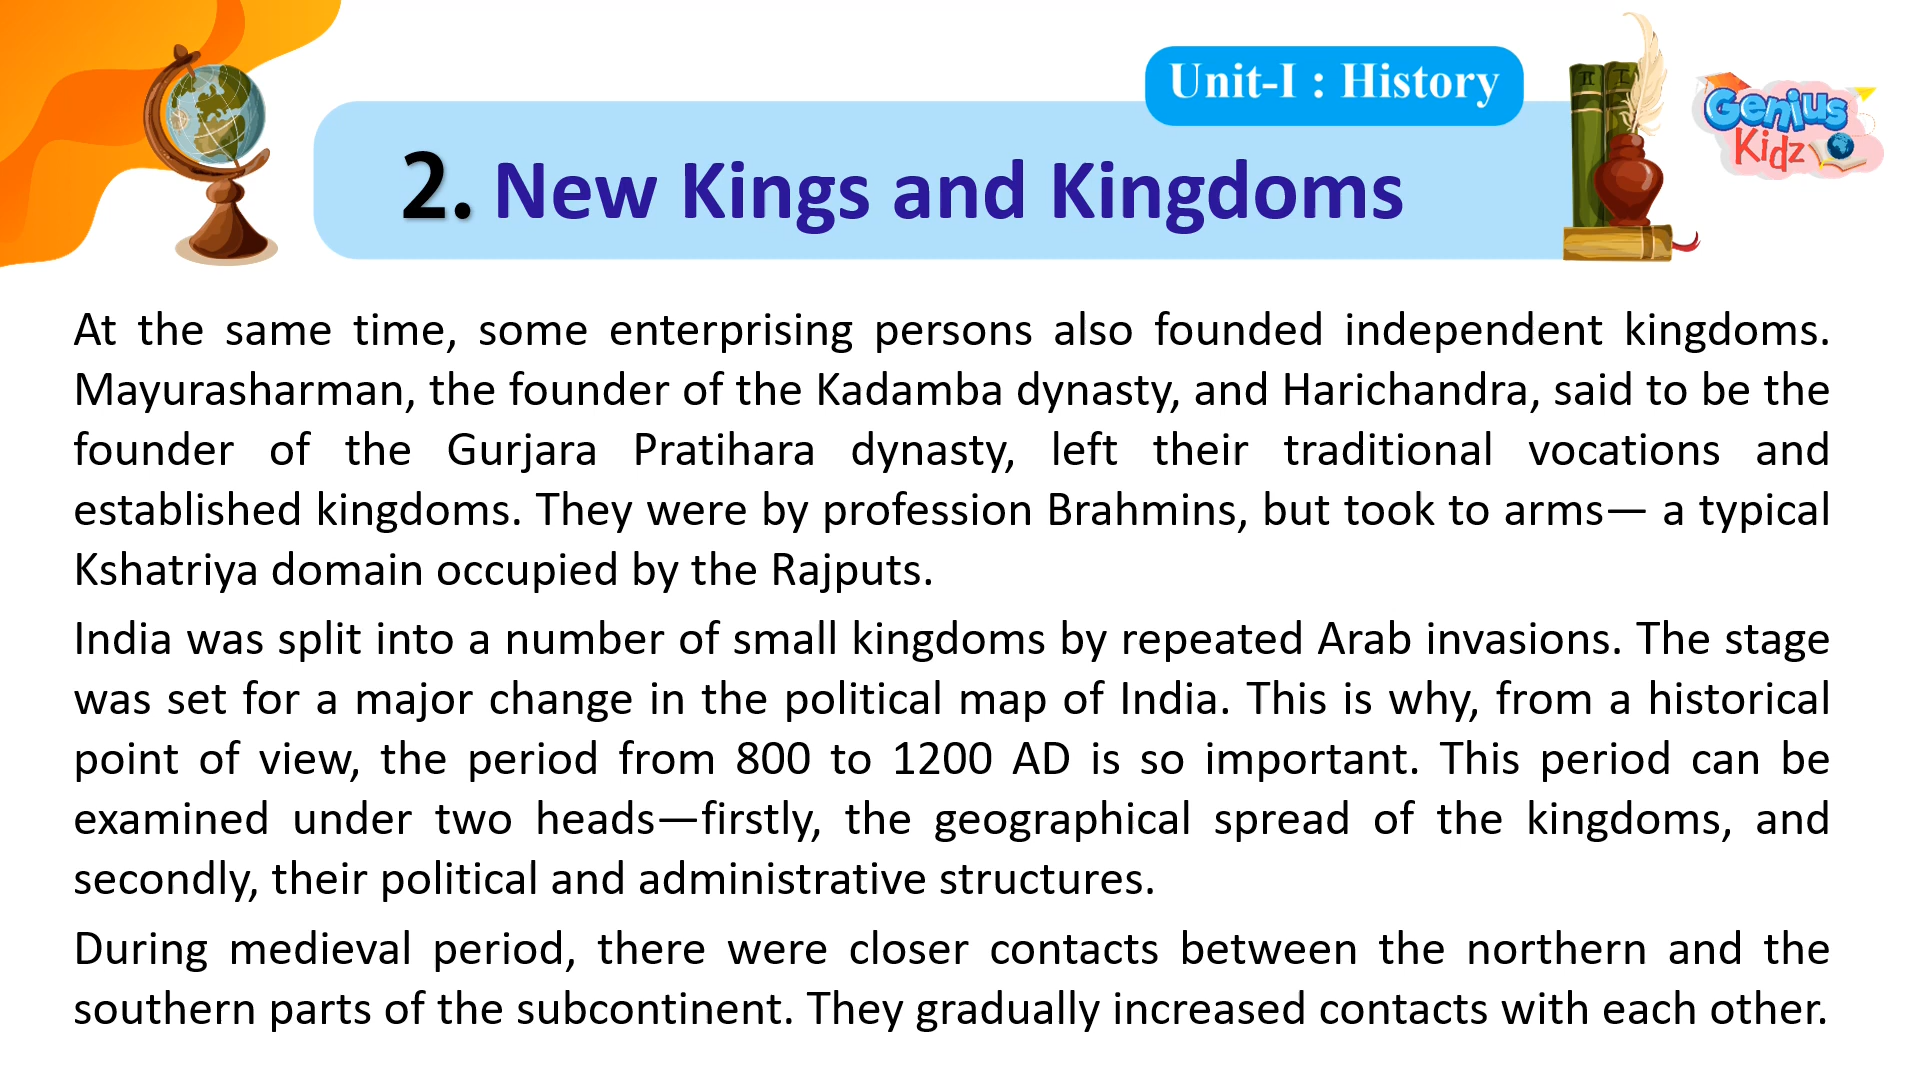 Unit-I : History
Genius
Kidz
2. New Kings and Kingdoms
At the same time, some enterprising persons also founded independent kingdoms.
Mayurasharman, the founder of the Kadamba dynasty, and Harichandra, said to be the
founder of the Gurjara Pratihara dynasty, left their traditional vocations and
established kingdoms. They were by profession Brahmins, but took to arms— a typical
Kshatriya domain occupied by the Rajputs.
India was split into a number of small kingdoms by repeated Arab invasions. The stage
was set for a major change in the political map of India. This is why, from a historical
point of view, the period from 800 to 1200 AD is so important. This period can be
examined under two heads—firstly, the geographical spread of the kingdoms, and
secondly, their political and administrative structures.
During medieval period, there were closer contacts between the northern and the
southern parts of the subcontinent. They gradually increased contacts with each other.